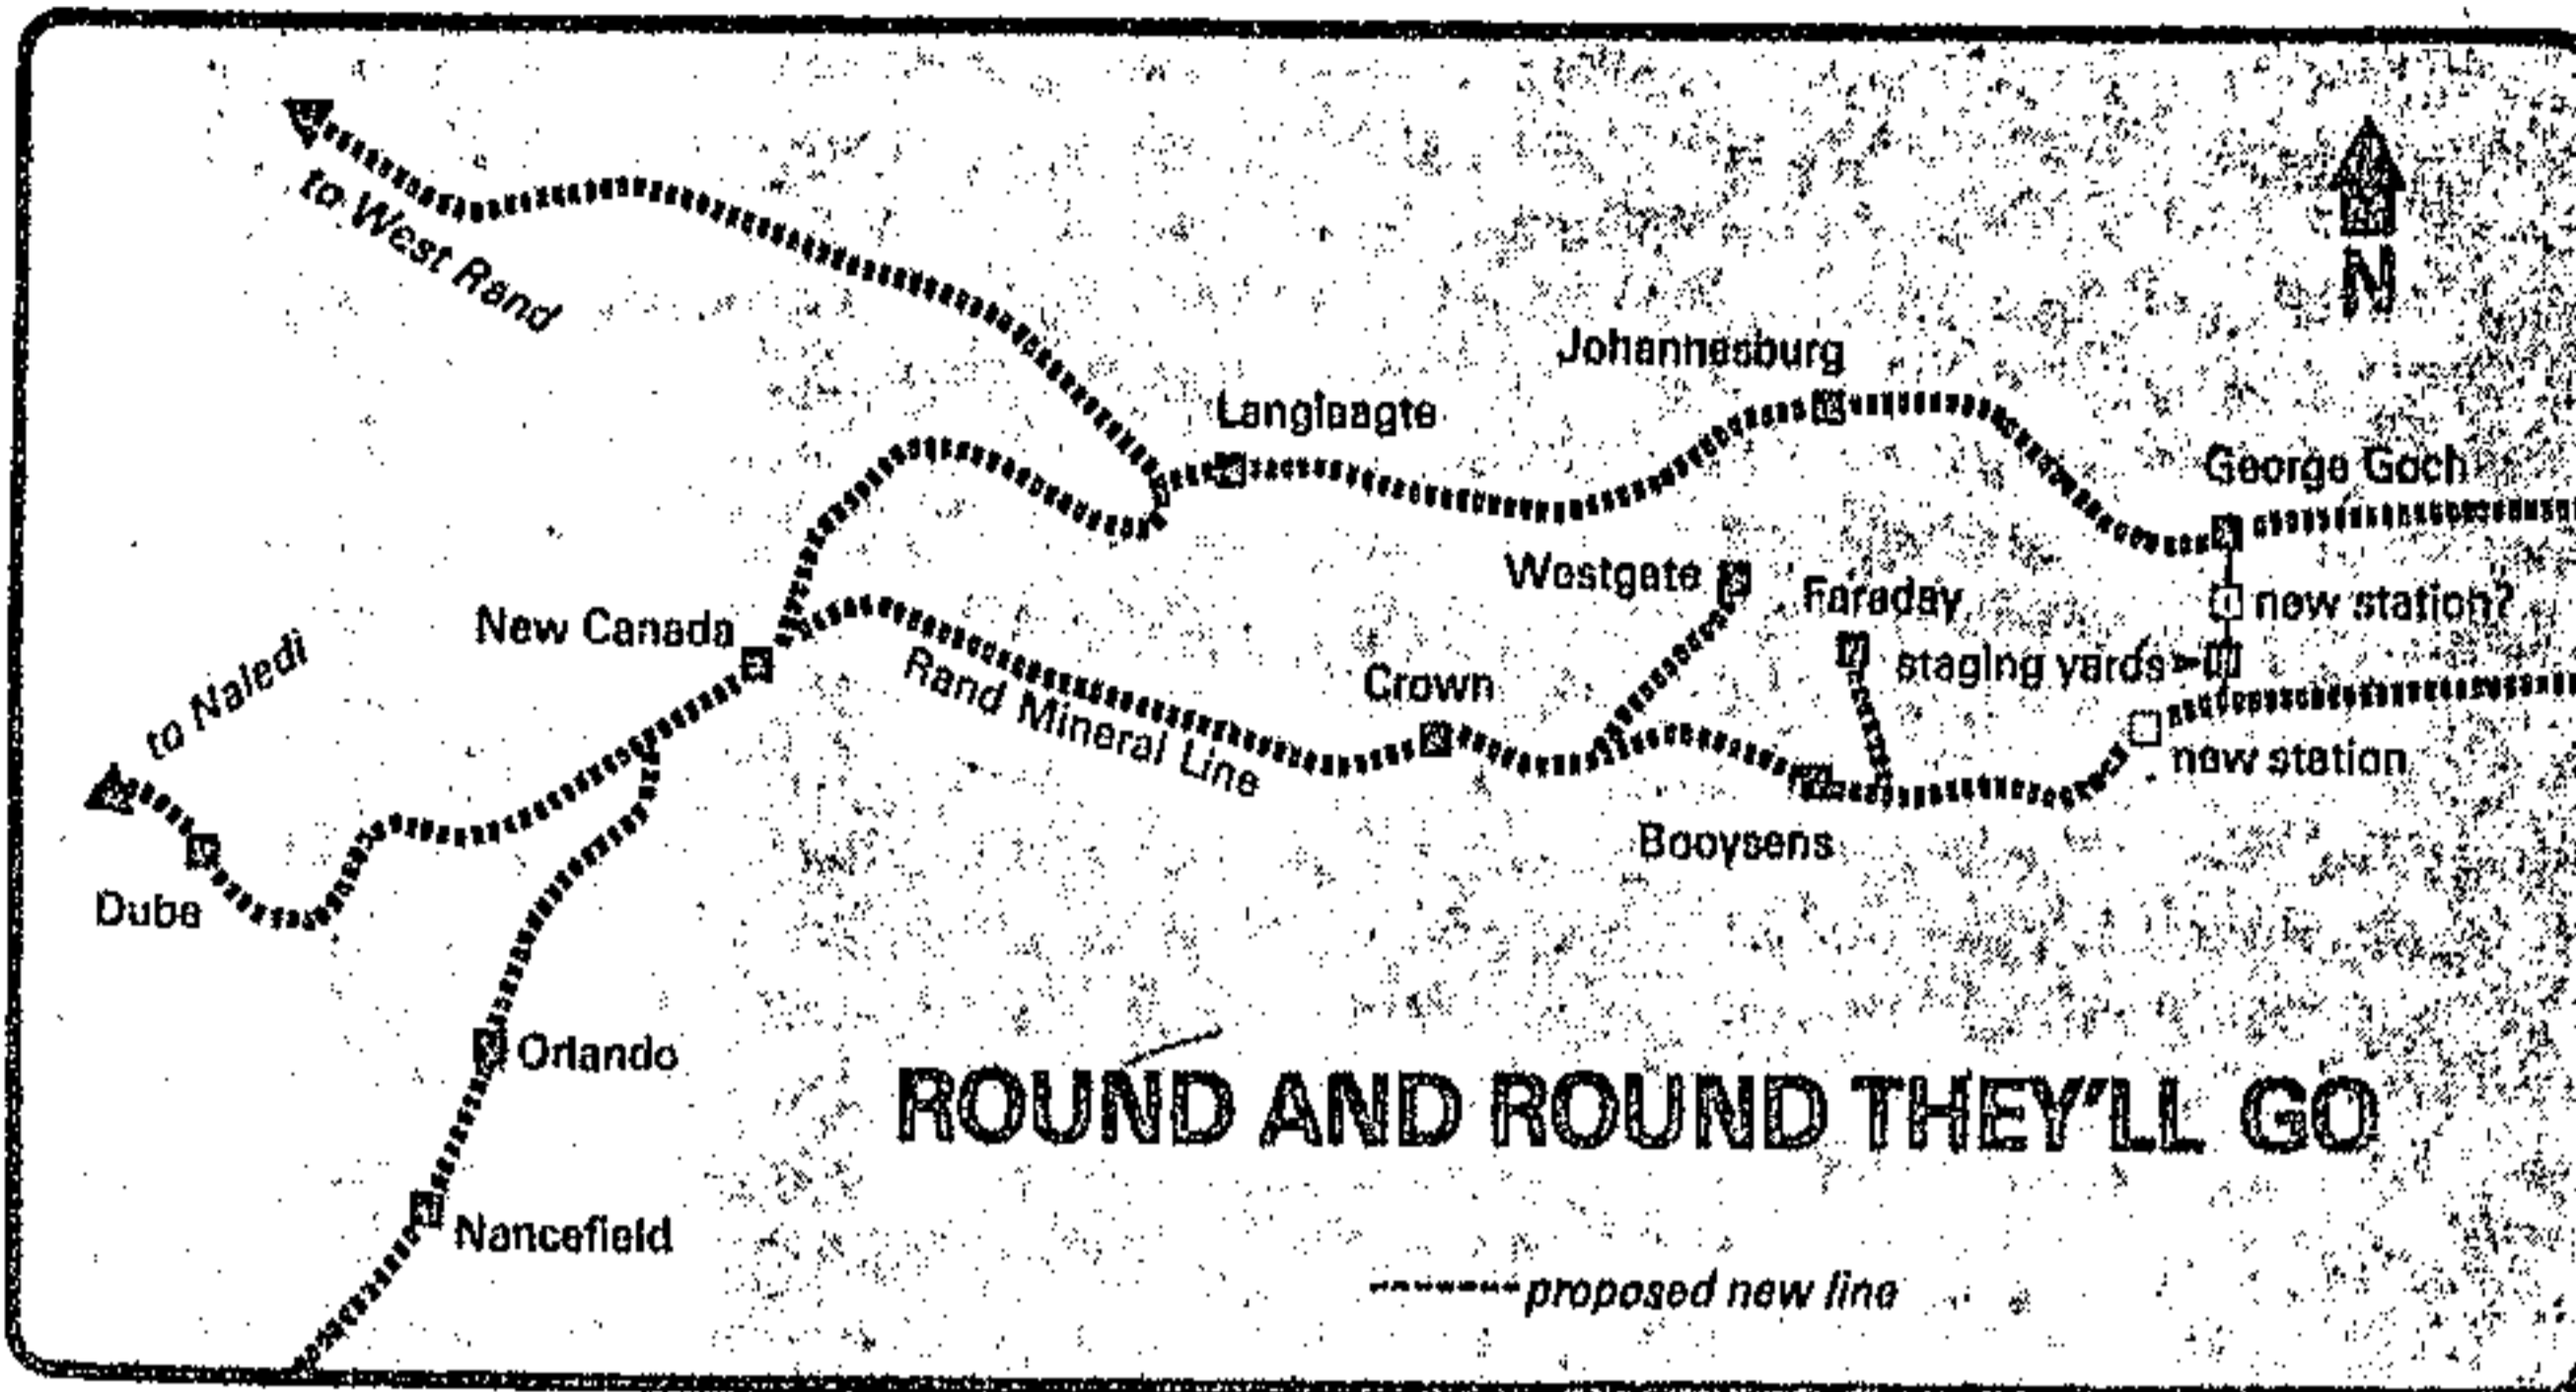 to West Rand
N
Johannesburg
Langlaagte
George Goch
Westgate
Faraday
new station?
New Canada
to Naledi
staging yards
Rand Mineral Line
Crown
new station
Booysens
Dube
Orlando
ROUND AND ROUND THEY'LL GO
Nancefield
proposed new line